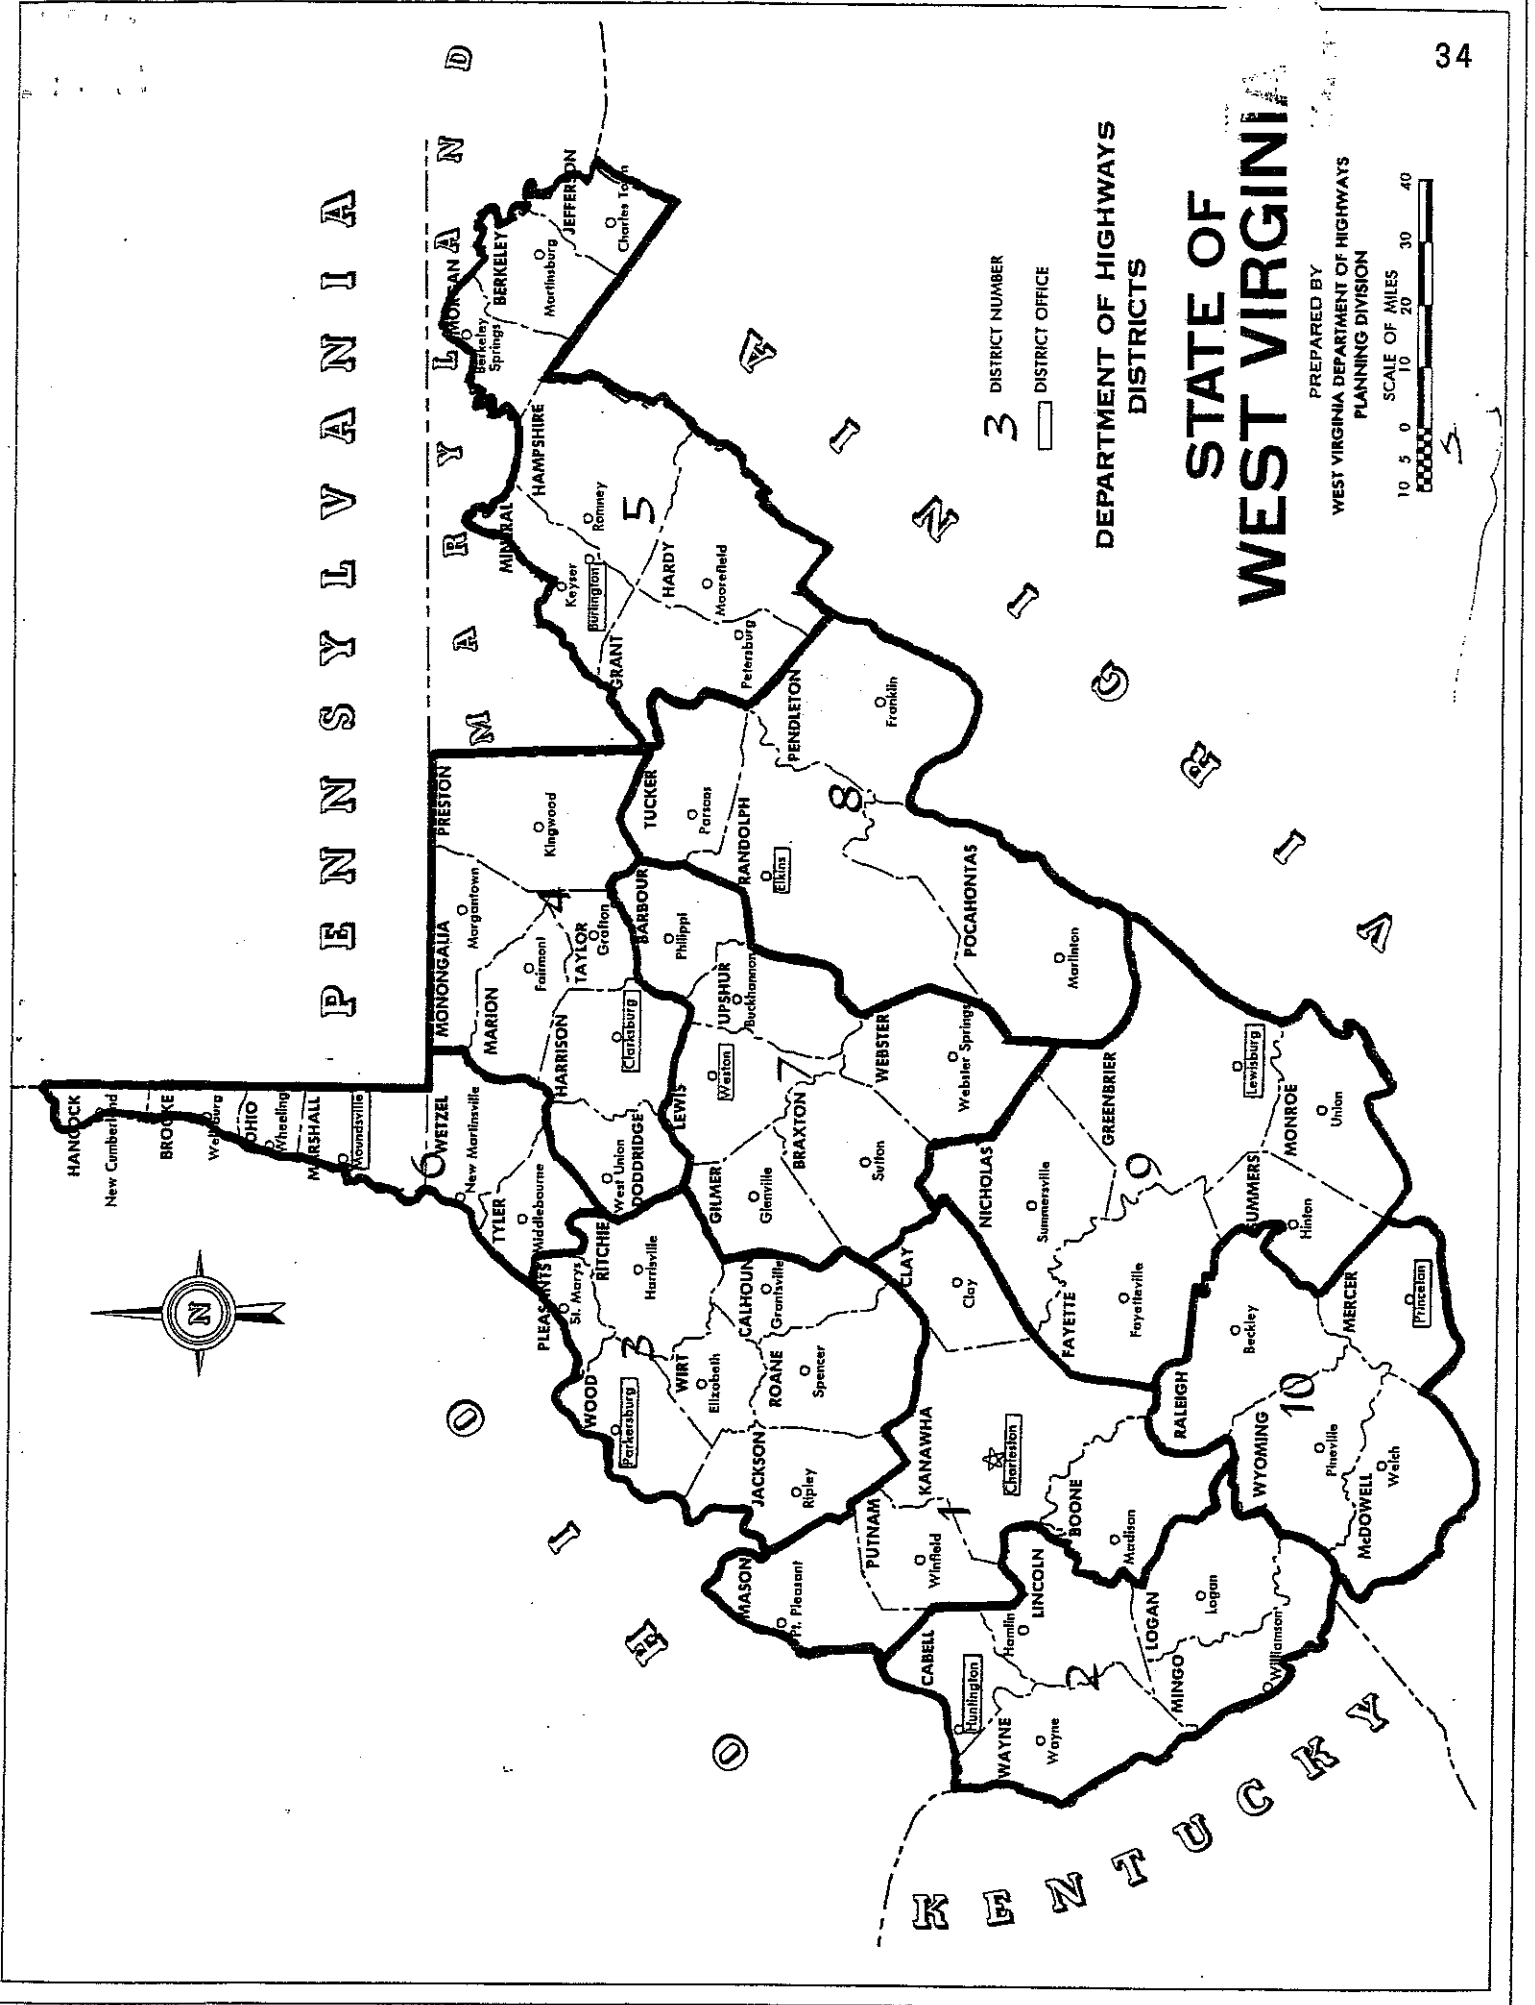 34
PENNSYLVANIA
MARYLAND
OHIO
KENTUCKY
VIRGINIA
N
HANCOCK
New Cumberland
BROOKE
Wellsburg
OHIO
Wheeling
MARSHALL
Moundsville
6
WETZEL
New Martinsville
TYLER
Middlebourne
MONONGALIA
Morgantown
PRESTON
Kingwood
MARION
Fairmont
4
TAYLOR
Grafton
HARRISON
Clarksburg
DODDRIDGE
West Union
PLEASANTS
St. Marys
RITCHIE
Harrisville
WOOD
Parkersburg
3
WIRT
Elizabeth
CALHOUN
Grantsville
ROANE
Spencer
JACKSON
Ripley
MASON
Pt. Pleasant
PUTNAM
Winfield
1
KANAWHA
Charleston
CLAY
Clay
BOONE
Madison
CABELL
Huntington
LINCOLN
Hamlin
2
WAYNE
Wayne
LOGAN
Logan
MINGO
Williamson
GILMER
Glenville
LEWIS
Weston
BARBOUR
Philippi
UPSHUR
Buckhannon
7
BRAXTON
Sutton
WEBSTER
Webster Springs
TUCKER
Parsons
RANDOLPH
Elkins
8
PENDLETON
Franklin
POCAHONTAS
Marlinton
GRANT
Petersburg
MINERAL
Keyser
Burlington
HAMPSHIRE
Romney
5
HARDY
Moorefield
MORGAN
Berkeley
Springs
BERKELEY
Martinsburg
JEFFERSON
Charles Town
NICHOLAS
Summersville
GREENBRIER
Lewisburg
9
FAYETTE
Fayetteville
SUMMERS
Hinton
MONROE
Union
RALEIGH
Beckley
10
WYOMING
Pineville
MERCER
Princeton
McDOWELL
Welch
3 DISTRICT NUMBER
DISTRICT OFFICE
DEPARTMENT OF HIGHWAYS
DISTRICTS
STATE OF
WEST VIRGINIA
PREPARED BY
WEST VIRGINIA DEPARTMENT OF HIGHWAYS
PLANNING DIVISION
SCALE OF MILES
10 5 0 10 20 30 40